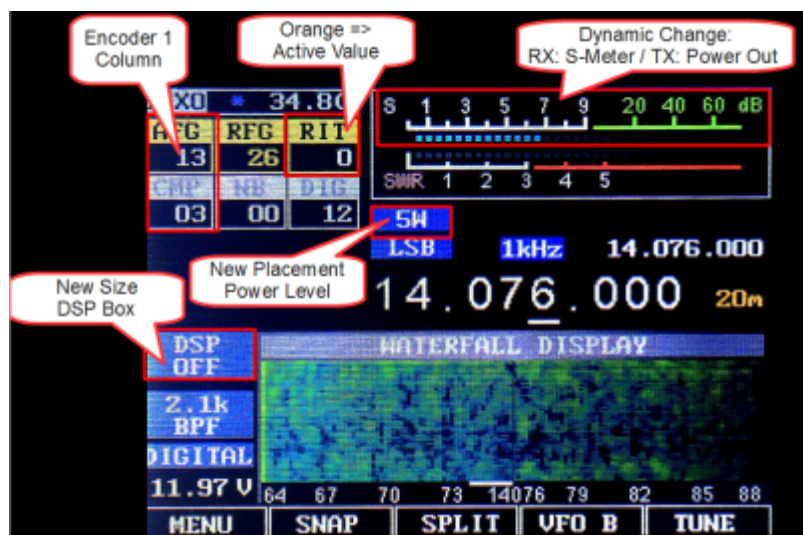 Encoder 1
Column
Orange =>
Active Value
Dynamic Change:
RX: S-Meter / TX: Power Out
* 34.80
S 1 3 5 7 9 20 40 60 dB
AFG RFG RIT
13 26 0
SWR 1 2 3 4 5
CMP NB DIG
03 00 12
5W
LSB 1kHz 14.076.000
New Placement
Power Level
14.076.000 20m
New Size
DSP Box
DSP
OFF
WATERFALL DISPLAY
2.1k
BPF
DIGITAL
11.97 V
64 67 70 73 14076 79 82 85 88
MENU SNAP SPLIT VFO B TUNE